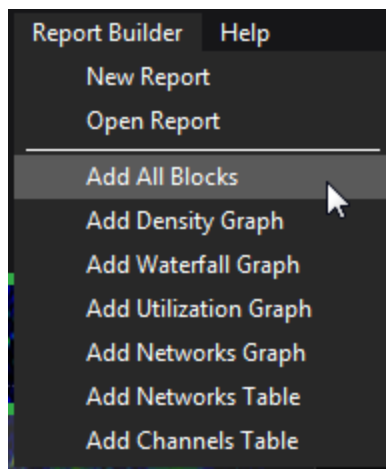 Report Builder Help
New Report
Open Report
Add All Blocks
Add Density Graph
Add Waterfall Graph
Add Utilization Graph
Add Networks Graph
Add Networks Table
Add Channels Table